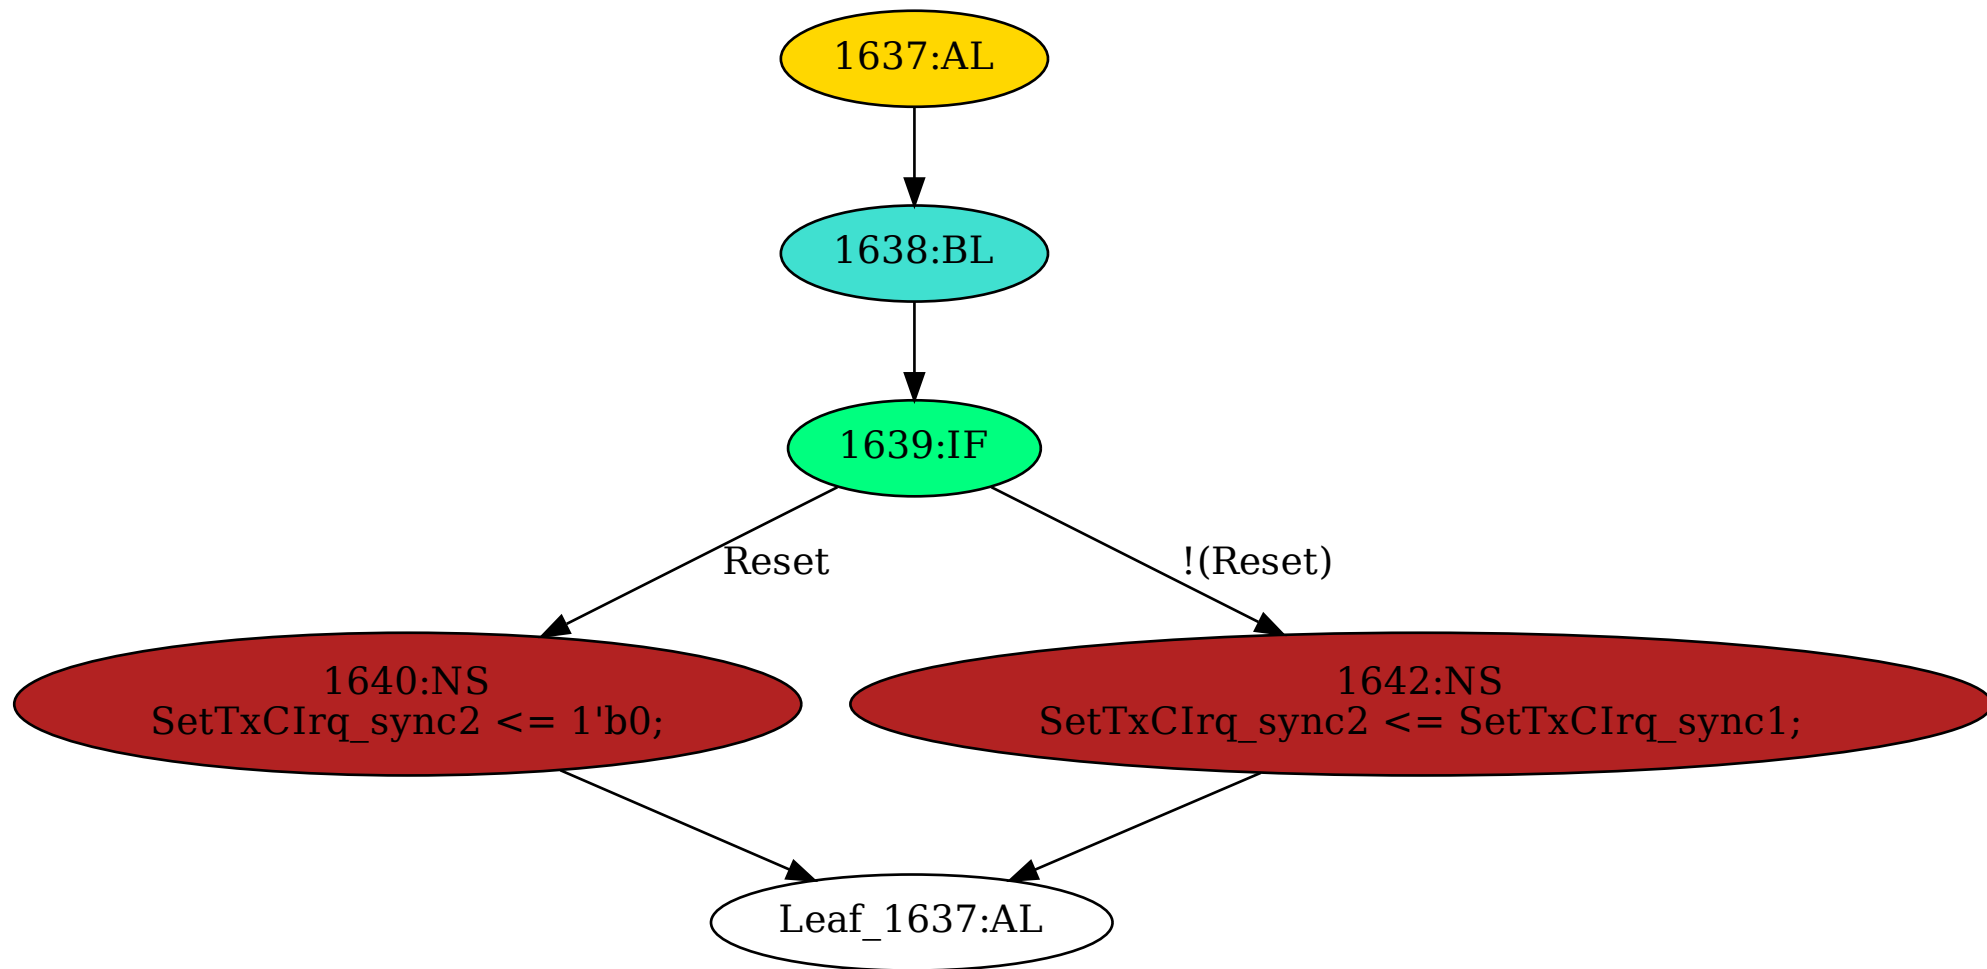 1637:AL
1638:BL
1639:IF
Reset
!(Reset)
1640:NS
SetTxCIrq_sync2 <= 1'b0;
1642:NS
SetTxCIrq_sync2 <= SetTxCIrq_sync1;
Leaf_1637:AL